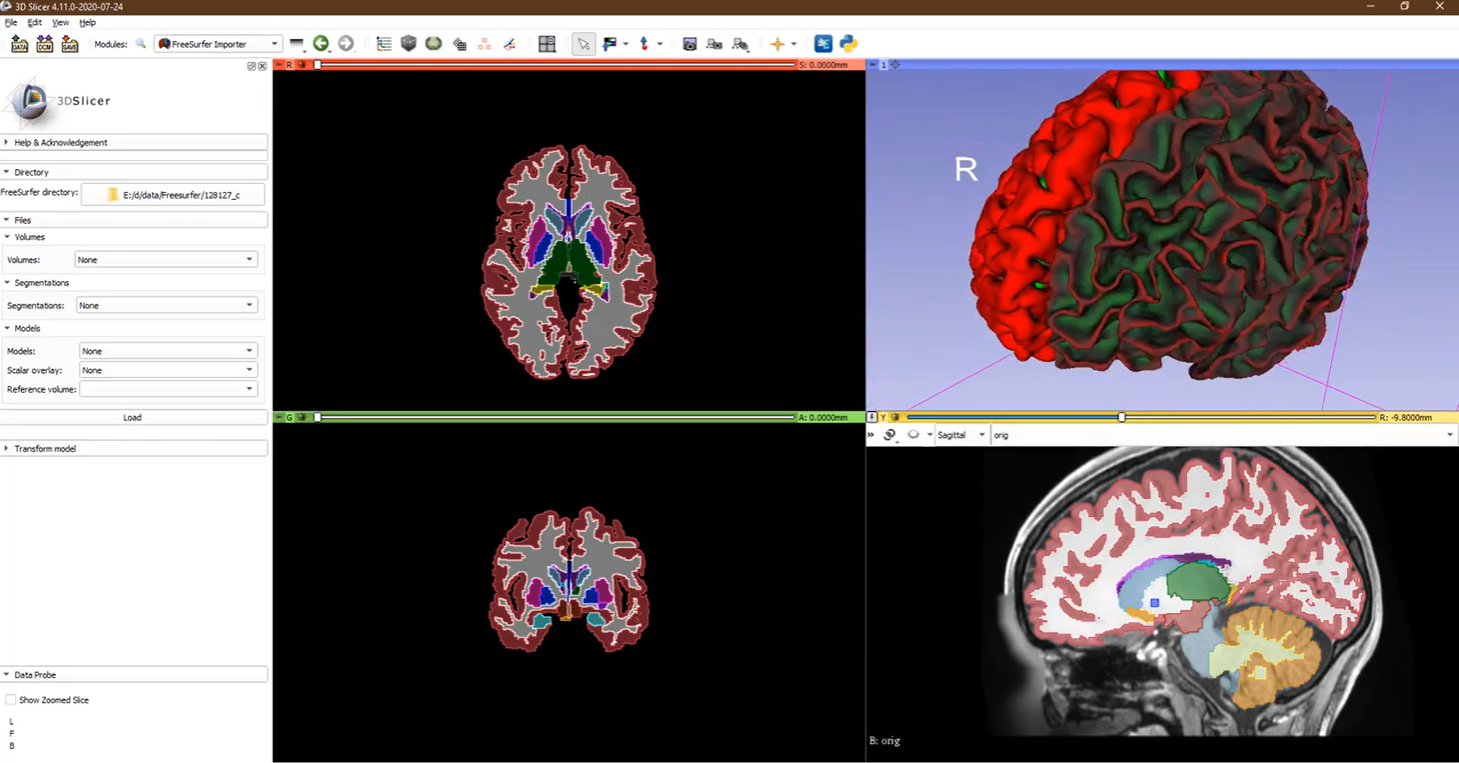 3D Slicer 4.11.0-2020-07-24
File Edit View Help
DATA DCM SAVE Modules: FreeSurfer Importer
3DSlicer
Help & Acknowledgement
Directory
FreeSurfer directory: E:/d/data/Freesurfer/128127_c
Files
Volumes
Volumes: None
Segmentations
Segmentations: None
Models
Models: None
Scalar overlay: None
Reference volume:
Load
Transform model
Data Probe
Show Zoomed Slice
L
F
B
R S: 0.0000mm
1
R
G A: 0.0000mm
Y R: -9.8000mm
Sagittal orig
B: orig